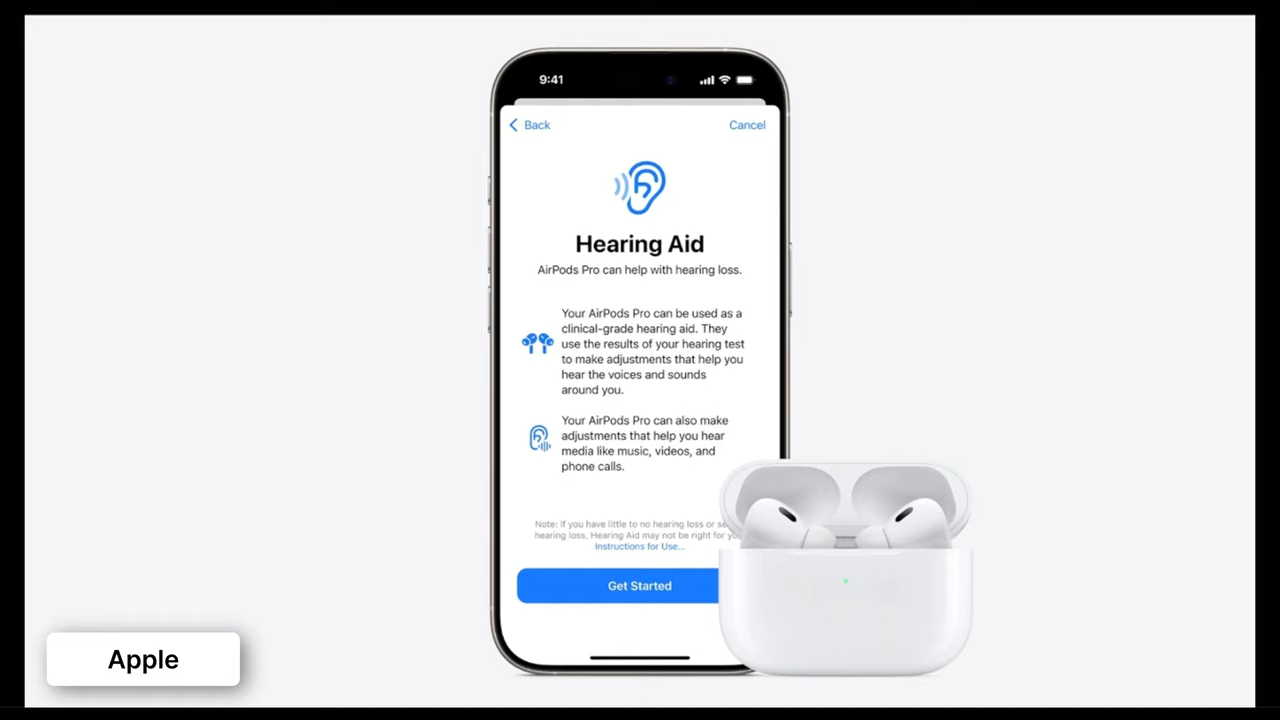 9:41
Back
Cancel
Hearing Aid
AirPods Pro can help with hearing loss.
Your AirPods Pro can be used as a
clinical-grade hearing aid. They
use the results of your hearing test
to make adjustments that help you
hear the voices and sounds
around you.
Your AirPods Pro can also make
adjustments that help you hear
media like music, videos, and
phone calls.
Note: If you have little to no hearing loss or
hearing loss, Hearing Aid may not be right for
Instructions for Use...
Get Started
Apple